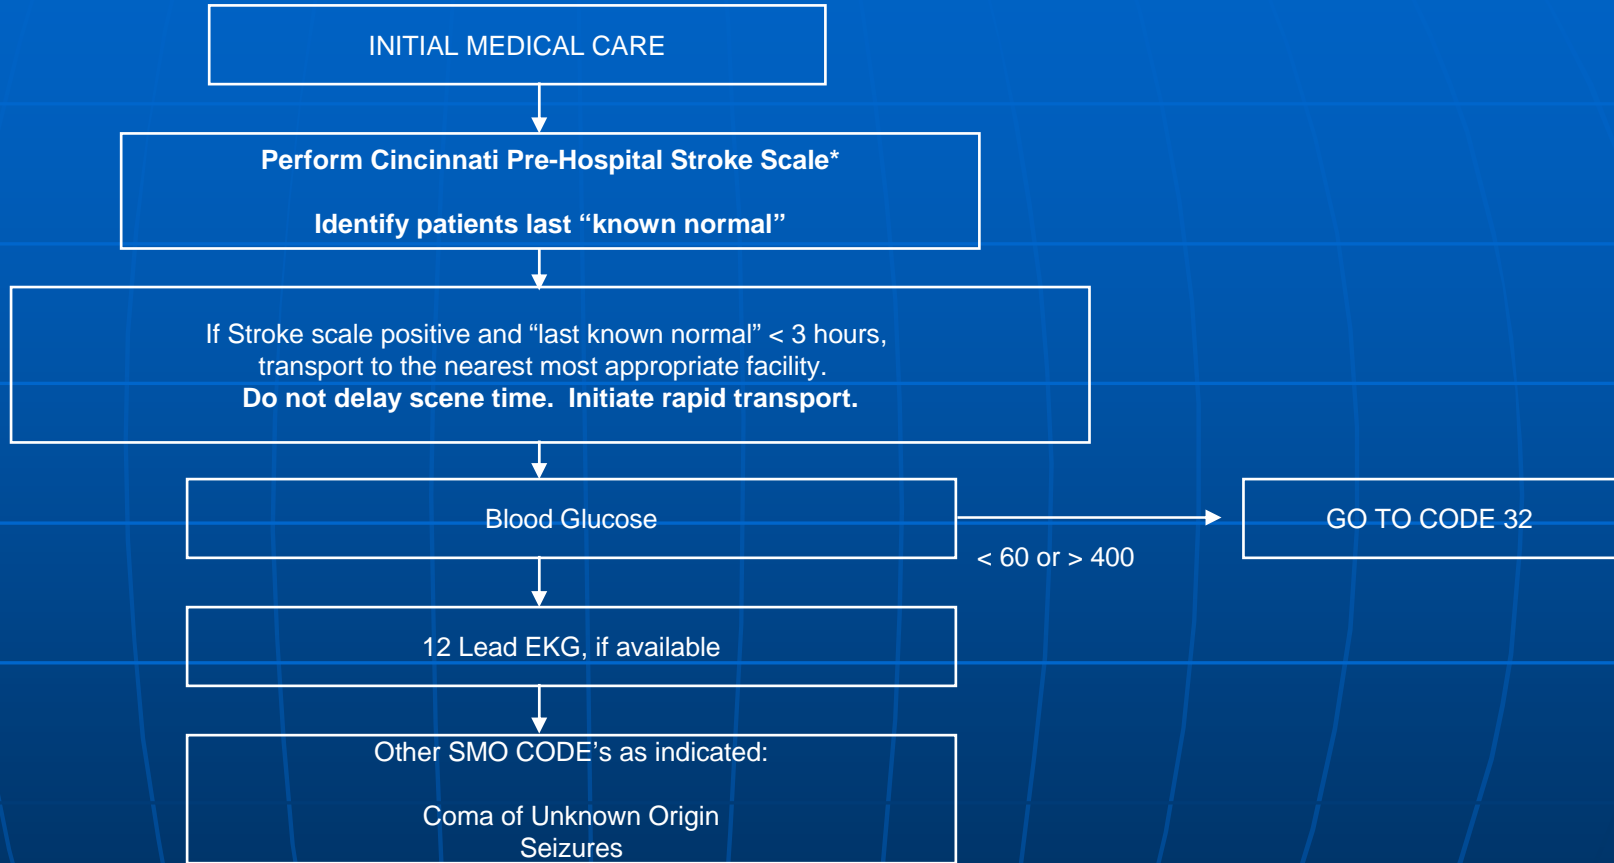 INITIAL MEDICAL CARE
Perform Cincinnati Pre-Hospital Stroke Scale*
Identify patients last “known normal”
If Stroke scale positive and “last known normal” < 3 hours,
transport to the nearest most appropriate facility.
Do not delay scene time.  Initiate rapid transport.
Blood Glucose
GO TO CODE 32
< 60 or > 400
12 Lead EKG, if available
Other SMO CODE’s as indicated:
Coma of Unknown Origin
Seizures